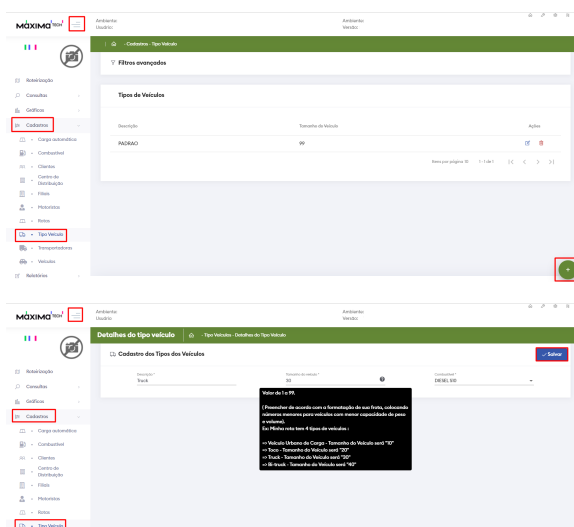 MÁXIMA TECH
Ambiente:
Usuário:
Ambiente:
Versão:
- Cadastros - Tipo Veículo
Filtros avançados
Roteirização
Consultas
Gráficos
Cadastros
Carga automática
Combustível
Clientes
Centro de
Distribuição
Filiais
Motoristas
Rotas
Tipo Veículo
Transportadoras
Veículos
Relatórios
Tipos de Veículos
Descrição
Tamanho do Veículo
Ações
PADRAO
99
Itens por página: 10
1 - 1 de 1
+
MÁXIMA TECH
Ambiente:
Usuário:
Ambiente:
Versão:
Detalhes do tipo veículo
- Tipo Veículos - Detalhes do Tipo Veículo
Cadastro dos Tipos dos Veículos
Salvar
Descrição *
Truck
Tamanho do veículo *
30
Combustível *
DIESEL S10
Valor de 1 a 99.
( Preencher de acordo com a formatação de sua frota, colocando
números menores para veículos com menor capacidade de peso
e volume).
Ex: Minha rota tem 4 tipos de veículos :
=> Veículo Urbano de Carga - Tamanho do Veículo será "10"
=> Toco - Tamanho do Veículo será "20"
=> Truck - Tamanho do Veículo será "30"
=> Bi-truck - Tamanho do Veículo será "40"
Roteirização
Consultas
Gráficos
Cadastros
Carga automática
Combustível
Clientes
Centro de
Distribuição
Filiais
Motoristas
Rotas
Tipo Veículo